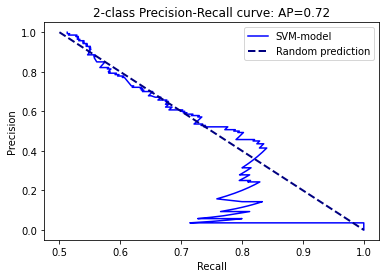 2-class Precision-Recall curve: AP=0.72
SVM-model
Random prediction
Precision
1.0
0.8
0.6
0.4
0.2
0.0
0.5
0.6
0.7
0.8
0.9
1.0
Recall